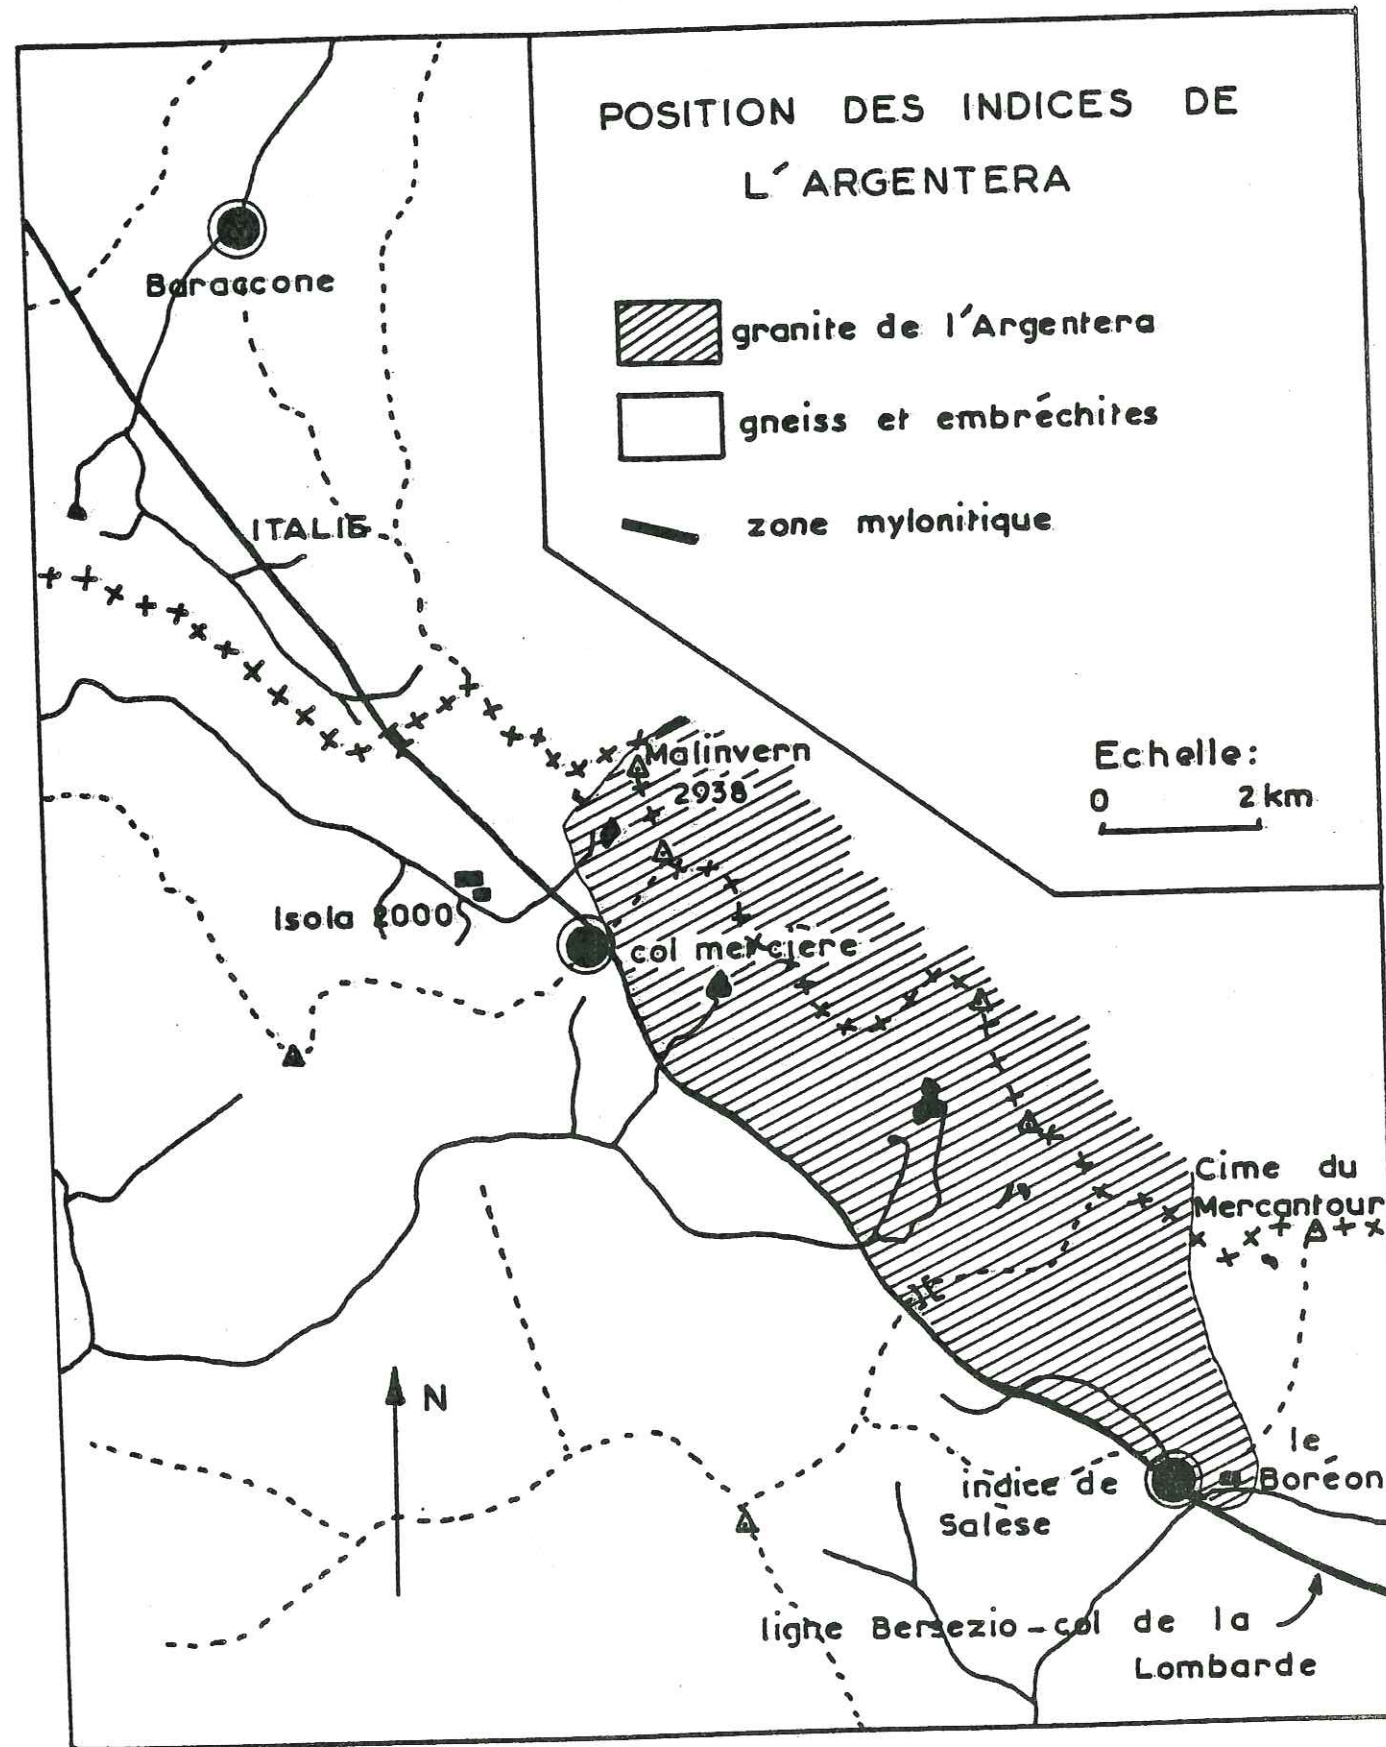 POSITION DES INDICES DE
L'ARGENTERA
Baraccone
granite de l'Argentera
gneiss et embréchites
zone mylonitique
ITALIE
Malinvern
2938
Echelle:
0 2 km
Isola 2000
col mercière
Cime du
Mercantour
N
le
Boréon
indice de
Salèse
ligne Bersezio - col de la
Lombarde